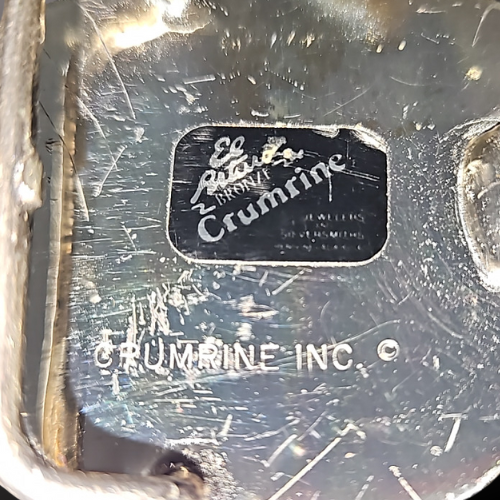 El
BRONZE
Crumrine
JEWELERS
SILVERSMITHS
CRUMRINE INC. ©